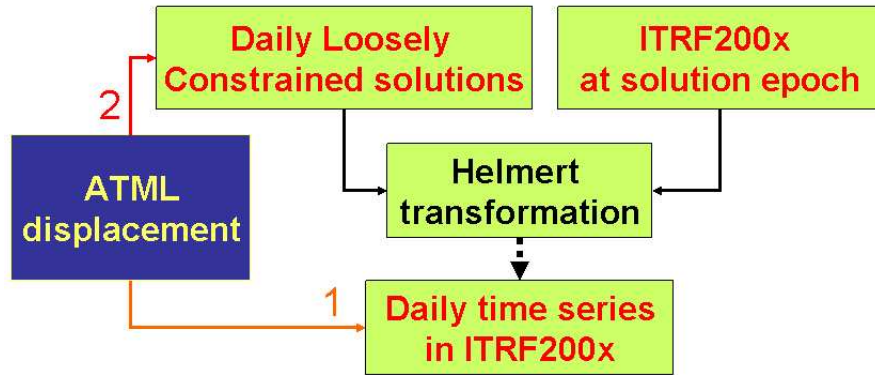 Daily Loosely
Constrained solutions
ITRF200x
at solution epoch
2
ATML
displacement
Helmert
transformation
1
Daily time series
in ITRF200x